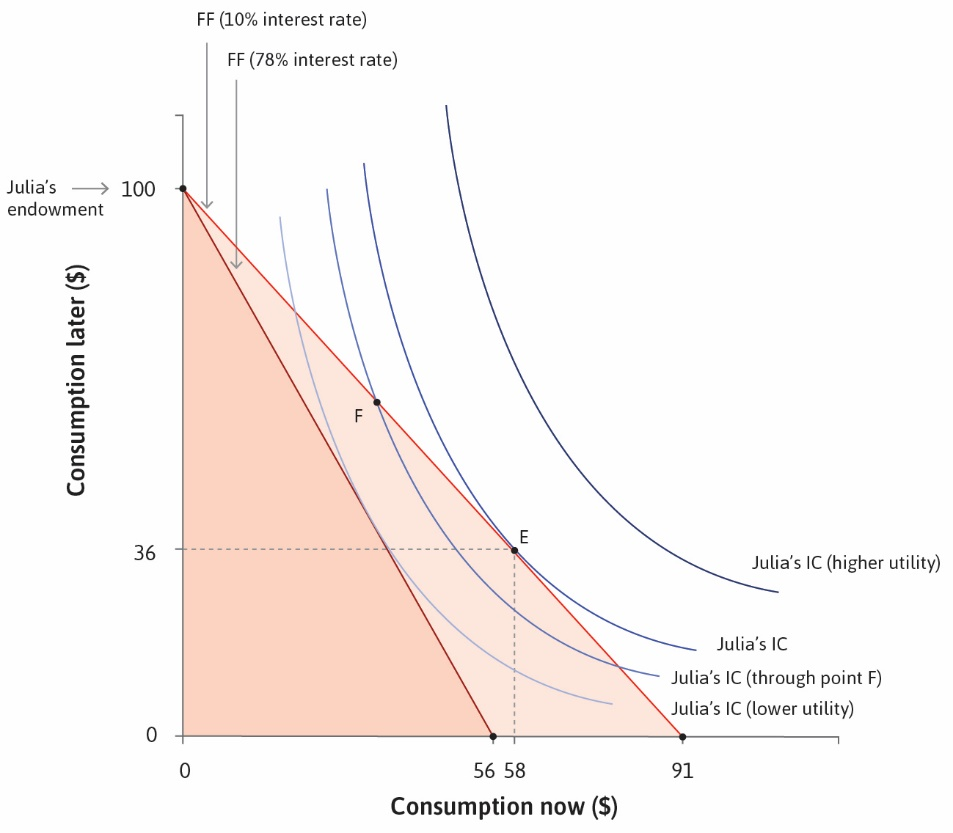 FF (10% interest rate)
FF (78% interest rate)
Julia's
endowment
100
Consumption later ($)
F
E
36
Julia's IC (higher utility)
Julia's IC
Julia's IC (through point F)
Julia's IC (lower utility)
0
0
56 58
91
Consumption now ($)